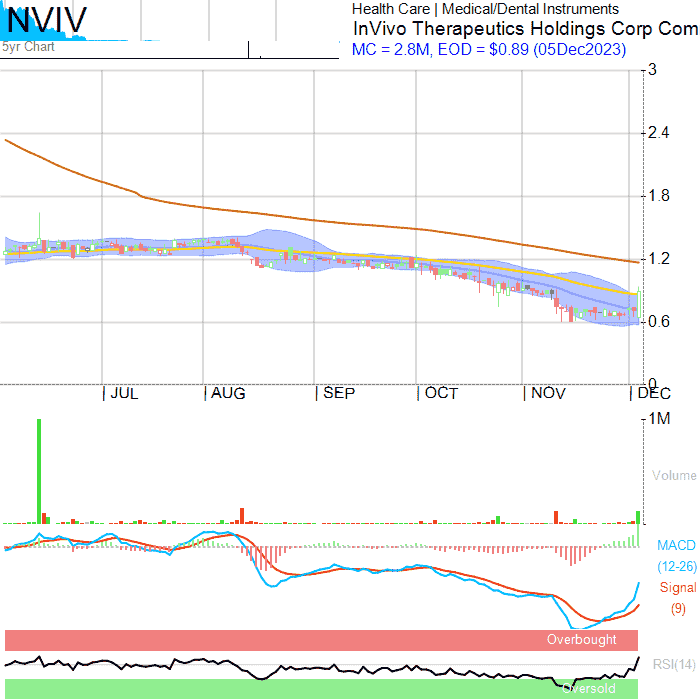 NVIV
5yr Chart
Health Care | Medical/Dental Instruments
InVivo Therapeutics Holdings Corp Com
MC = 2.8M, EOD = $0.89 (05Dec2023)
3
2.4
1.8
1.2
0.6
0
JUL AUG SEP OCT NOV DEC
1M
Volume
MACD
(12-26)
Signal
(9)
Overbought
RSI(14)
Oversold